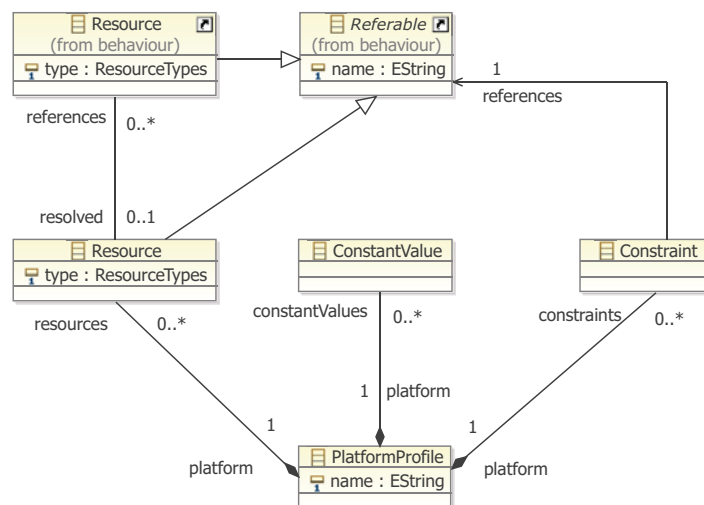 Resource
(from behaviour)
type : ResourceTypes
Referable
(from behaviour)
name : EString
1
references
references
0..*
resolved
0..1
Resource
type : ResourceTypes
ConstantValue
Constraint
resources
0..*
constantValues
0..*
constraints
0..*
1
platform
1
1
platform
PlatformProfile
name : EString
platform